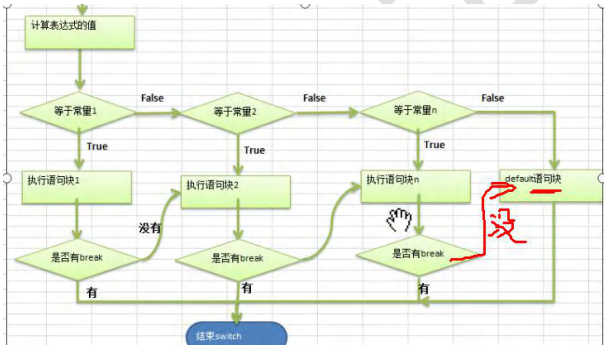 计算表达式的值
等于常量1
False
等于常量2
False
等于常量n
False
True
True
True
执行语句块1
执行语句块2
执行语句块n
default语句块
没有
没
是否有break
是否有break
是否有break
有
有
有
结束switch